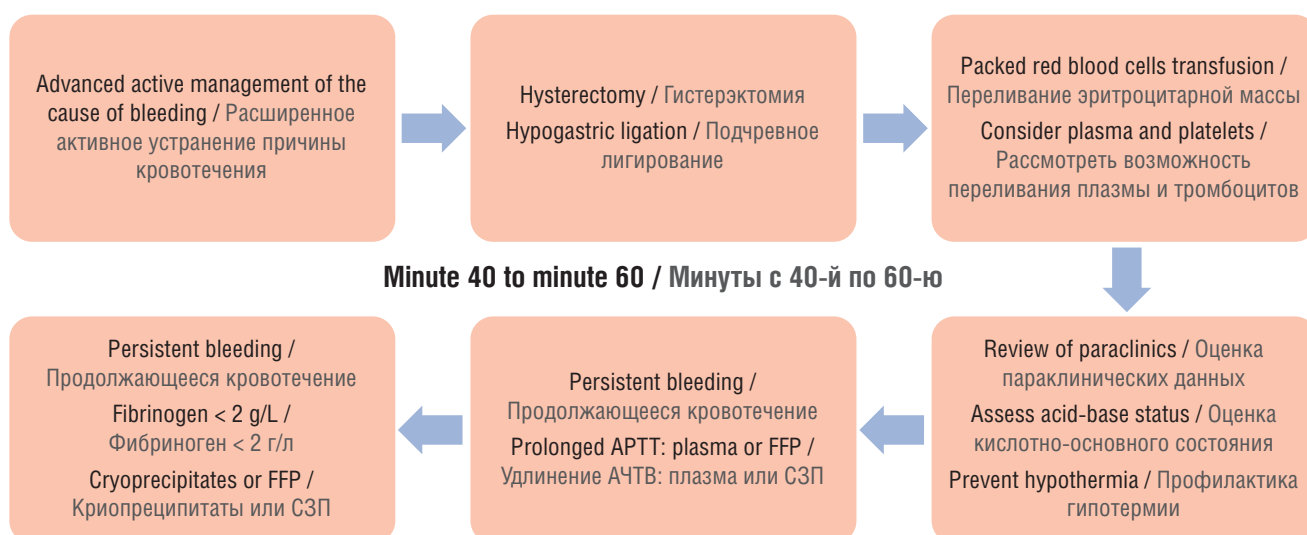 Advanced active management of the
cause of bleeding / Расширенное
активное устранение причины
кровотечения
Hysterectomy / Гистерэктомия
Hypogastric ligation / Подчревное
лигирование
Packed red blood cells transfusion /
Переливание эритроцитарной массы
Consider plasma and platelets /
Рассмотреть возможность
переливания плазмы и тромбоцитов
Minute 40 to minute 60 / Минуты с 40-й по 60-ю
Review of paraclinics / Оценка
параклинических данных
Assess acid-base status / Оценка
кислотно-основного состояния
Prevent hypothermia / Профилактика
гипотермии
Persistent bleeding /
Продолжающееся кровотечение
Prolonged APTT: plasma or FFP /
Удлинение АЧТВ: плазма или СЗП
Persistent bleeding /
Продолжающееся кровотечение
Fibrinogen < 2 g/L /
Фибриноген < 2 г/л
Cryoprecipitates or FFP /
Криопреципитаты или СЗП